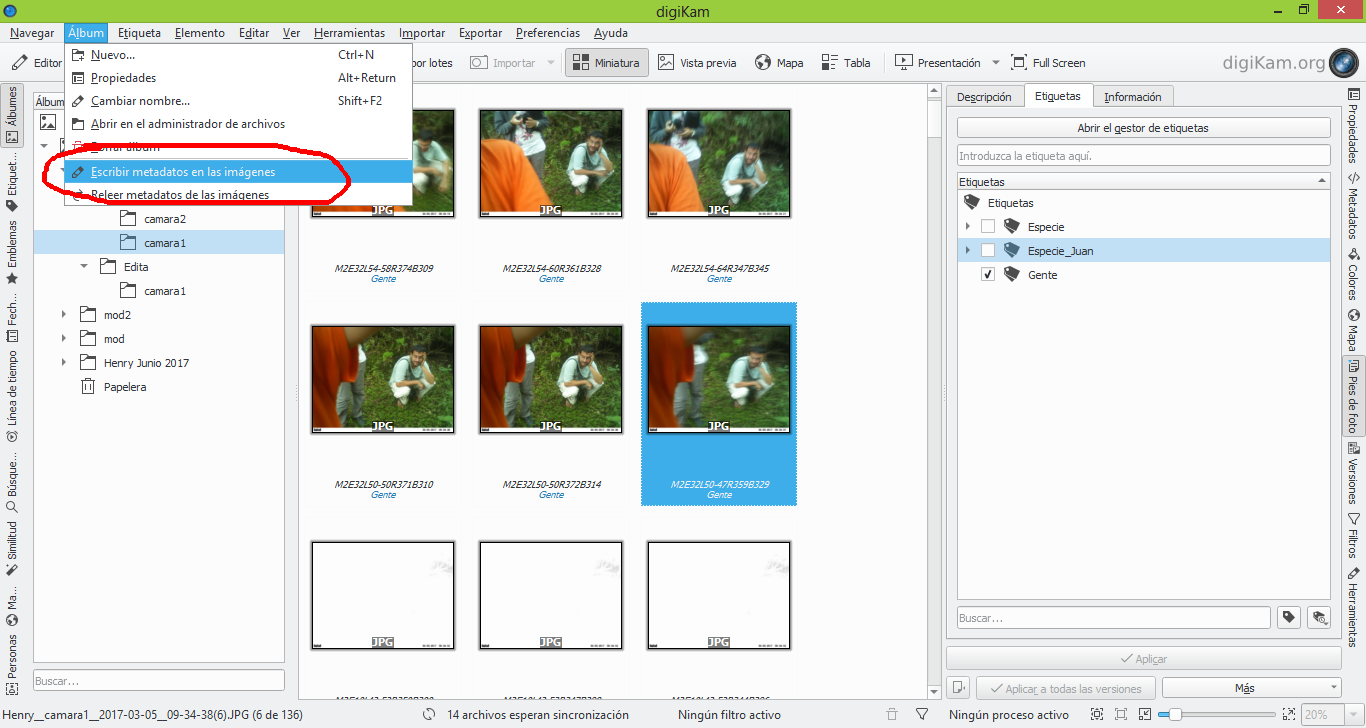 digiKam
Navegar Álbum Etiqueta Elemento Editar Ver Herramientas Importar Exportar Preferencias Ayuda
Editor por lotes Importar Miniatura Vista previa Mapa Tabla Presentación Full Screen digiKam.org
Nuevo... Ctrl+N
Propiedades Alt+Return
Cambiar nombre... Shift+F2
Abrir en el administrador de archivos
Borrar álbum
Escribir metadatos en las imágenes
Releer metadatos de las imágenes
Álbumes
Etiquet...
Emblemas
Fech...
Línea de tiempo
Búsque...
Similitud
Ma...
Personas
Álbum
camara2
camara1
Edita
camara1
mod2
mod
Henry Junio 2017
Papelera
Buscar...
JPG JPG JPG
M2E32L54-58R374B309 M2E32L54-60R361B328 M2E32L54-64R347B345
Gente Gente Gente
JPG JPG JPG
M2E32L50-50R371B310 M2E32L50-50R372B314 M2E32L50-47R359B329
Gente Gente Gente
JPG JPG JPG
Descripción Etiquetas Información
Abrir el gestor de etiquetas
Introduzca la etiqueta aquí.
Etiquetas
Etiquetas
Especie
Especie_Juan
Gente
Buscar...
Aplicar
Aplicar a todas las versiones Más
Propiedades
Metadatos
Colores
Mapa
Pies de foto
Versiones
Filtros
Herramientas
Henry__camara1__2017-03-05__09-34-38(6).JPG (6 de 136) 14 archivos esperan sincronización Ningún filtro activo Ningún proceso activo 20%